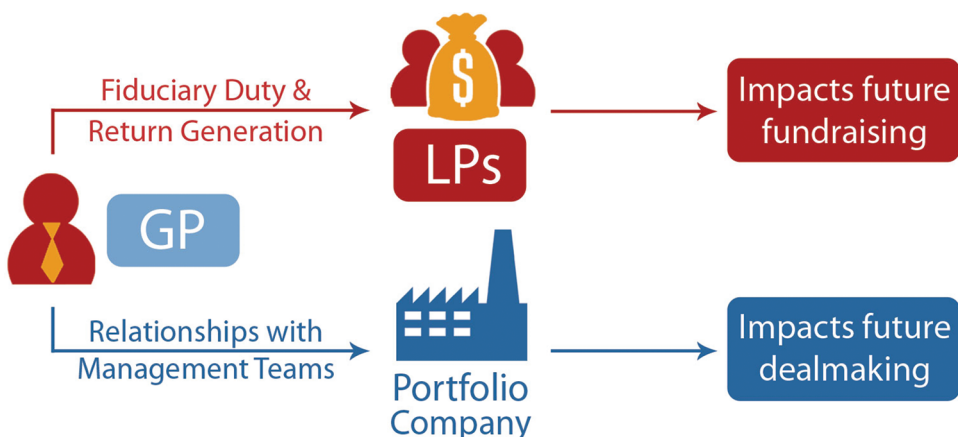 Fiduciary Duty &
Return Generation
$
LPs
Impacts future
fundraising
GP
Relationships with
Management Teams
Portfolio
Company
Impacts future
dealmaking